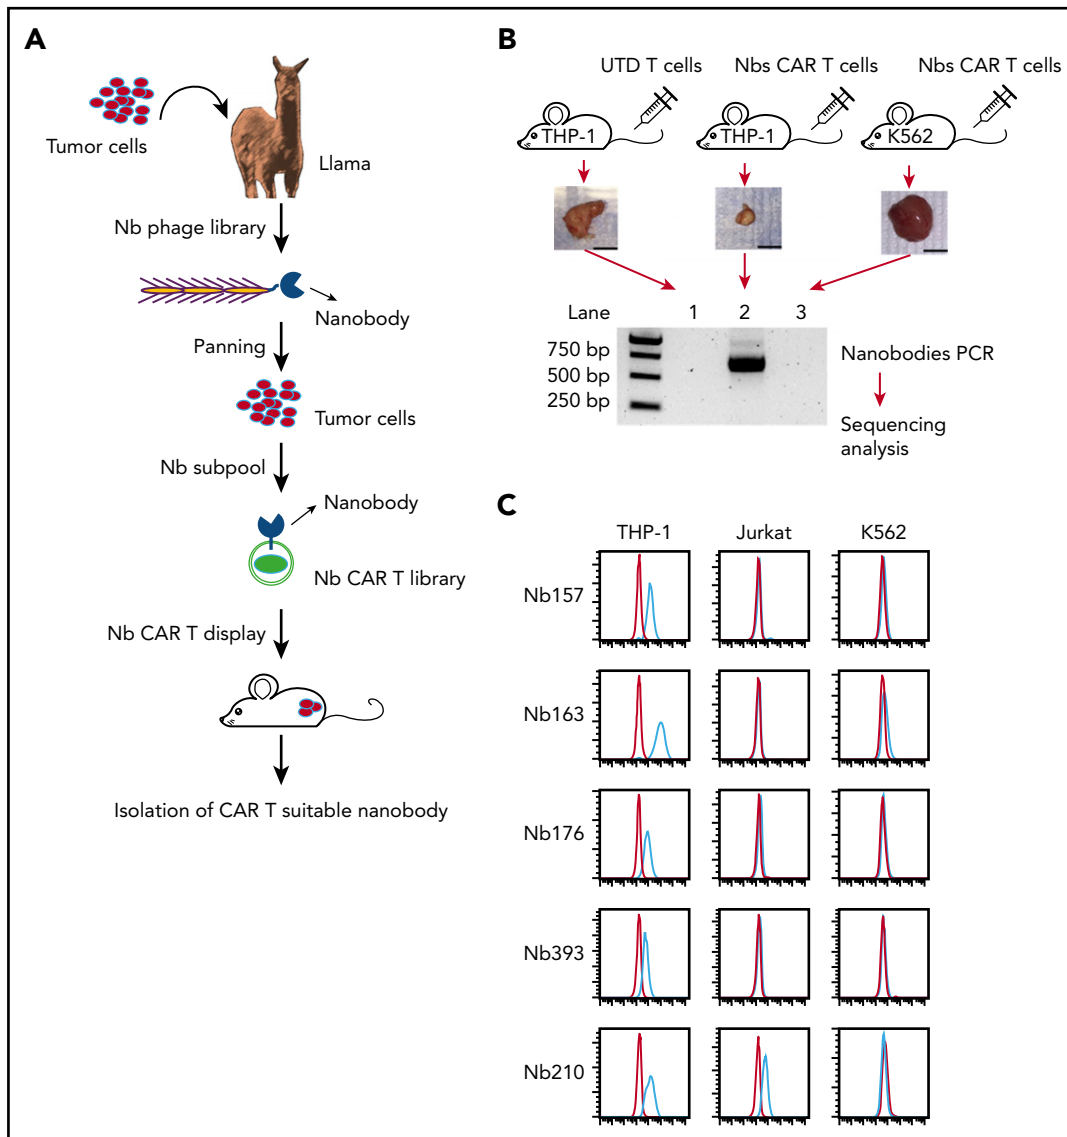 A
Tumor cells
Llama
Nb phage library
Nanobody
Panning
Tumor cells
Nb subpool
Nanobody
Nb CAR T library
Nb CAR T display
Isolation of CAR T suitable nanobody
B
UTD T cells
Nbs CAR T cells
Nbs CAR T cells
THP-1
THP-1
K562
Lane
1
2
3
750 bp
500 bp
250 bp
Nanobodies PCR
Sequencing
analysis
C
THP-1
Jurkat
K562
Nb157
Nb163
Nb176
Nb393
Nb210